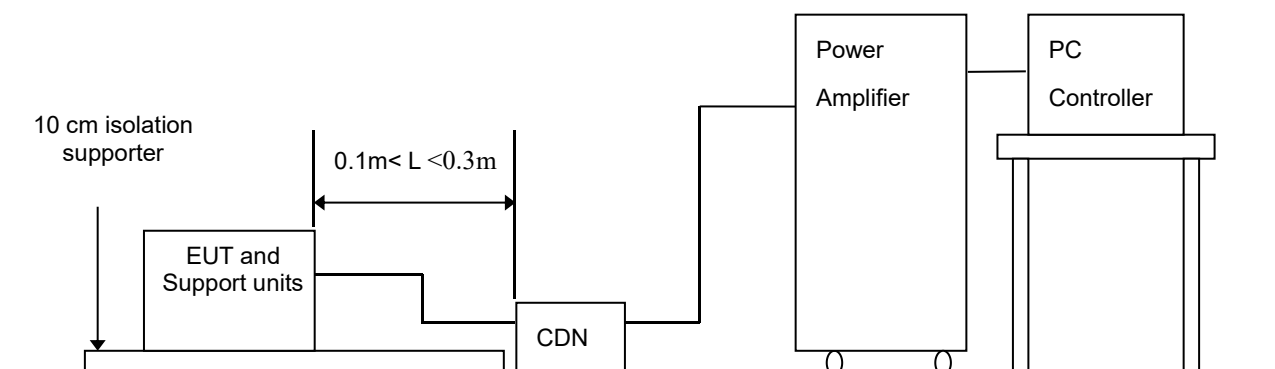 Power
Amplifier
PC
Controller
10 cm isolation
supporter
0.1m< L <0.3m
EUT and
Support units
CDN